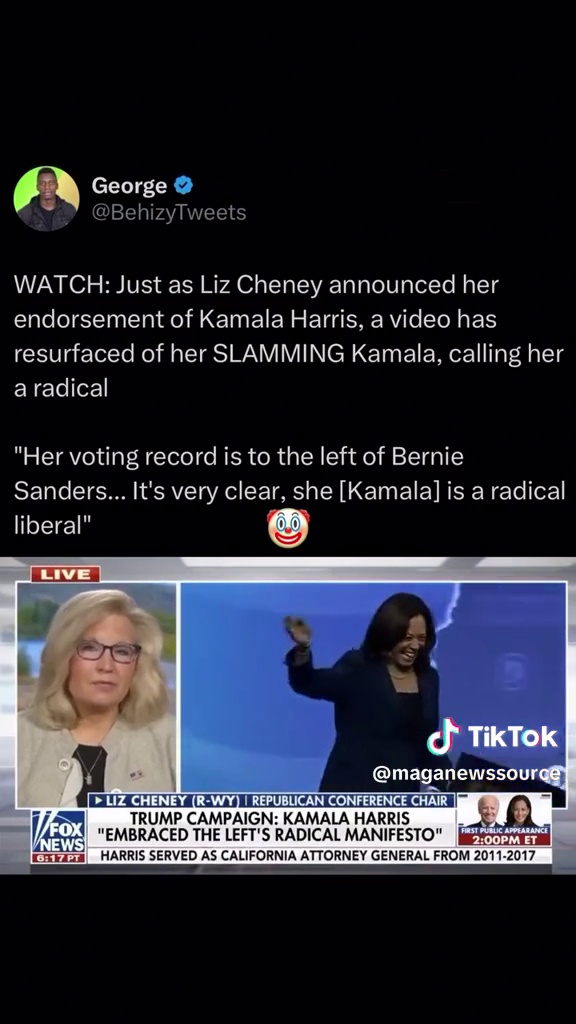 George
@BehizyTweets
WATCH: Just as Liz Cheney announced her
endorsement of Kamala Harris, a video has
resurfaced of her SLAMMING Kamala, calling her
a radical
"Her voting record is to the left of Bernie
Sanders... It's very clear, she [Kamala] is a radical
liberal"
LIVE
TikTok
@maganewssource
LIZ CHENEY (R-WY) | REPUBLICAN CONFERENCE CHAIR
TRUMP CAMPAIGN: KAMALA HARRIS
"EMBRACED THE LEFT'S RADICAL MANIFESTO"
FIRST PUBLIC APPEARANCE
2:00PM ET
FOX
NEWS
6:17 PT
HARRIS SERVED AS CALIFORNIA ATTORNEY GENERAL FROM 2011-2017